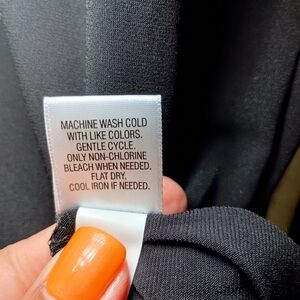 MACHINE WASH COLD
WITH LIKE COLORS.
GENTLE CYCLE.
ONLY NON-CHLORINE
BLEACH WHEN NEEDED.
FLAT DRY.
COOL IRON IF NEEDED.